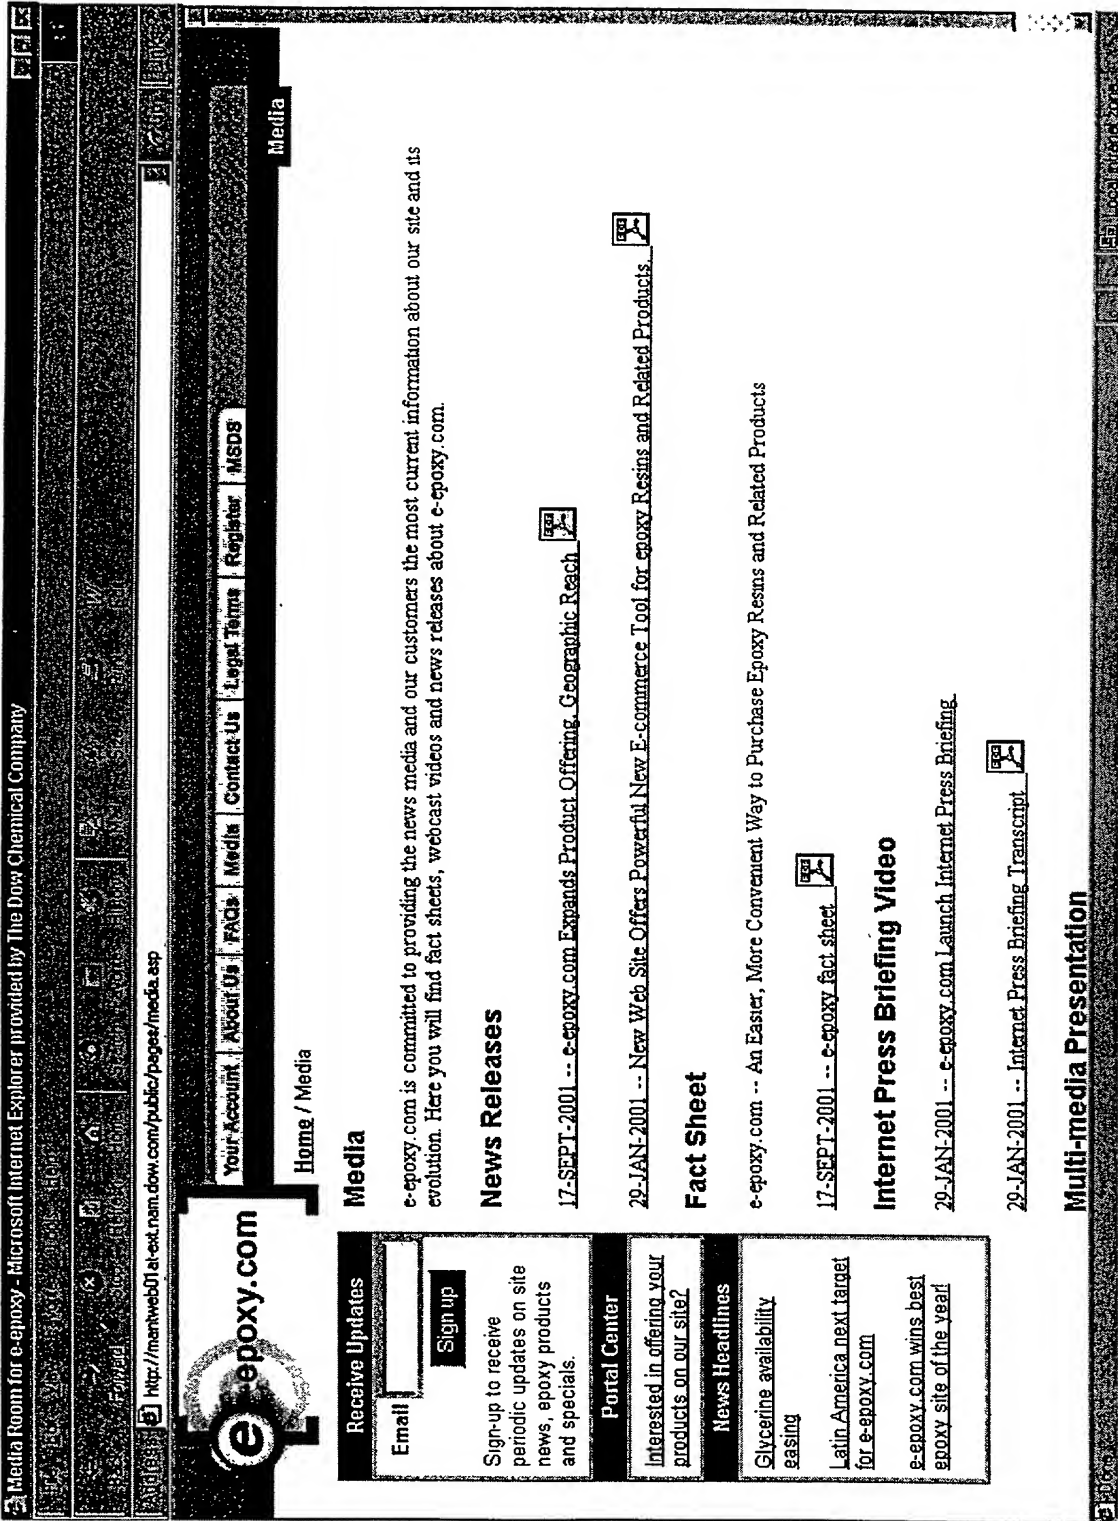 Media Room for e-epoxy - Microsoft Internet Explorer provided by The Dow Chemical Company
http://mantweb01at-ext.nam.dow.com/public/pages/media.asp
e-epoxy.com
Your Account | About Us | FAQs | Media | Contact Us | Legal Terms | Register | MSDS
Media
Home / Media
Receive Updates
Email
Sign up
Sign-up to receive
periodic updates on site
news, epoxy products
and specials.
Portal Center
Interested in offering your
products on our site?
News Headlines
Glycerine availability
easing
Latin America next target
for e-epoxy.com
e-epoxy.com wins best
epoxy site of the year!
Media
e-epoxy.com is committed to providing the news media and our customers the most current information about our site and its
evolution. Here you will find fact sheets, webcast videos and news releases about e-epoxy.com.
News Releases
17-SEPT-2001 -- e-epoxy.com Expands Product Offering, Geographic Reach
29-JAN-2001 -- New Web Site Offers Powerful New E-commerce Tool for epoxy Resins and Related Products.
Fact Sheet
e-epoxy.com -- An Easier, More Convenient Way to Purchase Epoxy Resins and Related Products
17-SEPT-2001 -- e-epoxy fact sheet
Internet Press Briefing Video
29-JAN-2001 -- e-epoxy.com Launch Internet Press Briefing
29-JAN-2001 -- Internet Press Briefing Transcript
Multi-media Presentation